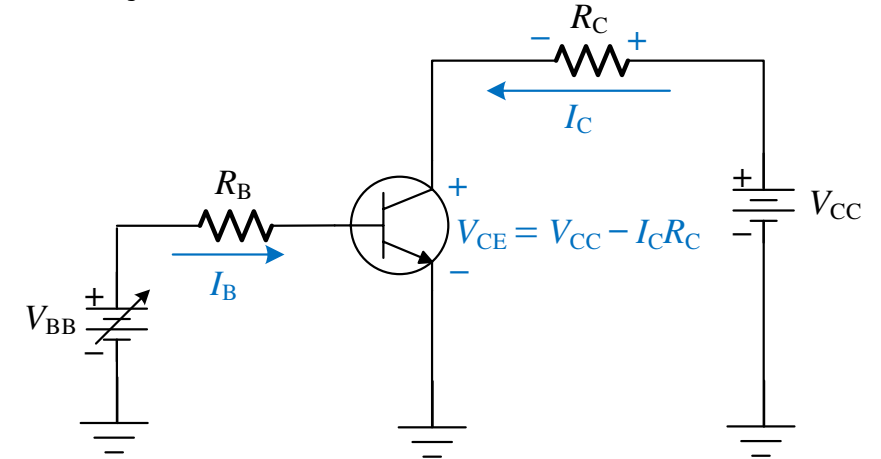 − R_C +
I_C
R_B
+
+
V_CC
V_CE = V_CC − I_C R_C
−
−
I_B
+
V_BB
−